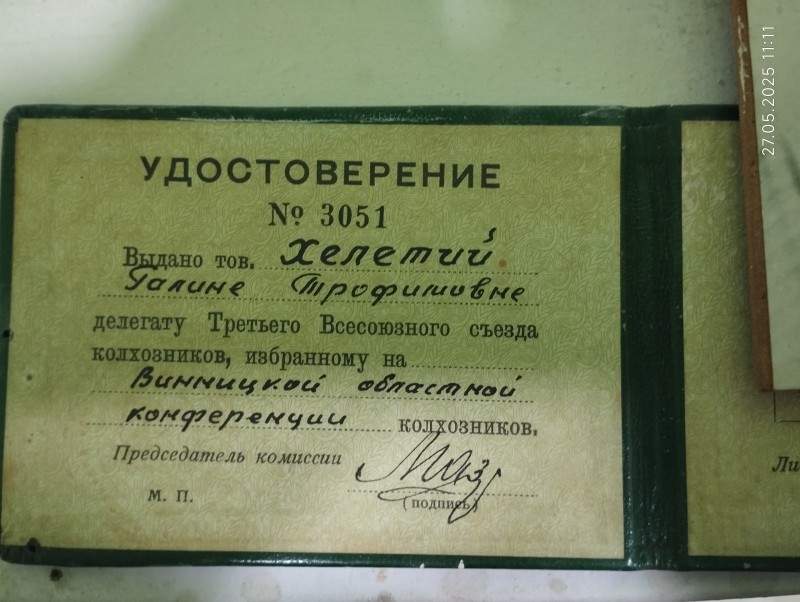 УДОСТОВЕРЕНИЕ
№ 3051
Выдано тов. Хелетий
Галине Трофимовне
делегату Третьего Всесоюзного съезда
колхозников, избранному на
Винницкой областной
конференции колхозников.
Председатель комиссии
М. П.
(подпись)
Ли
27.05.2025 11:11